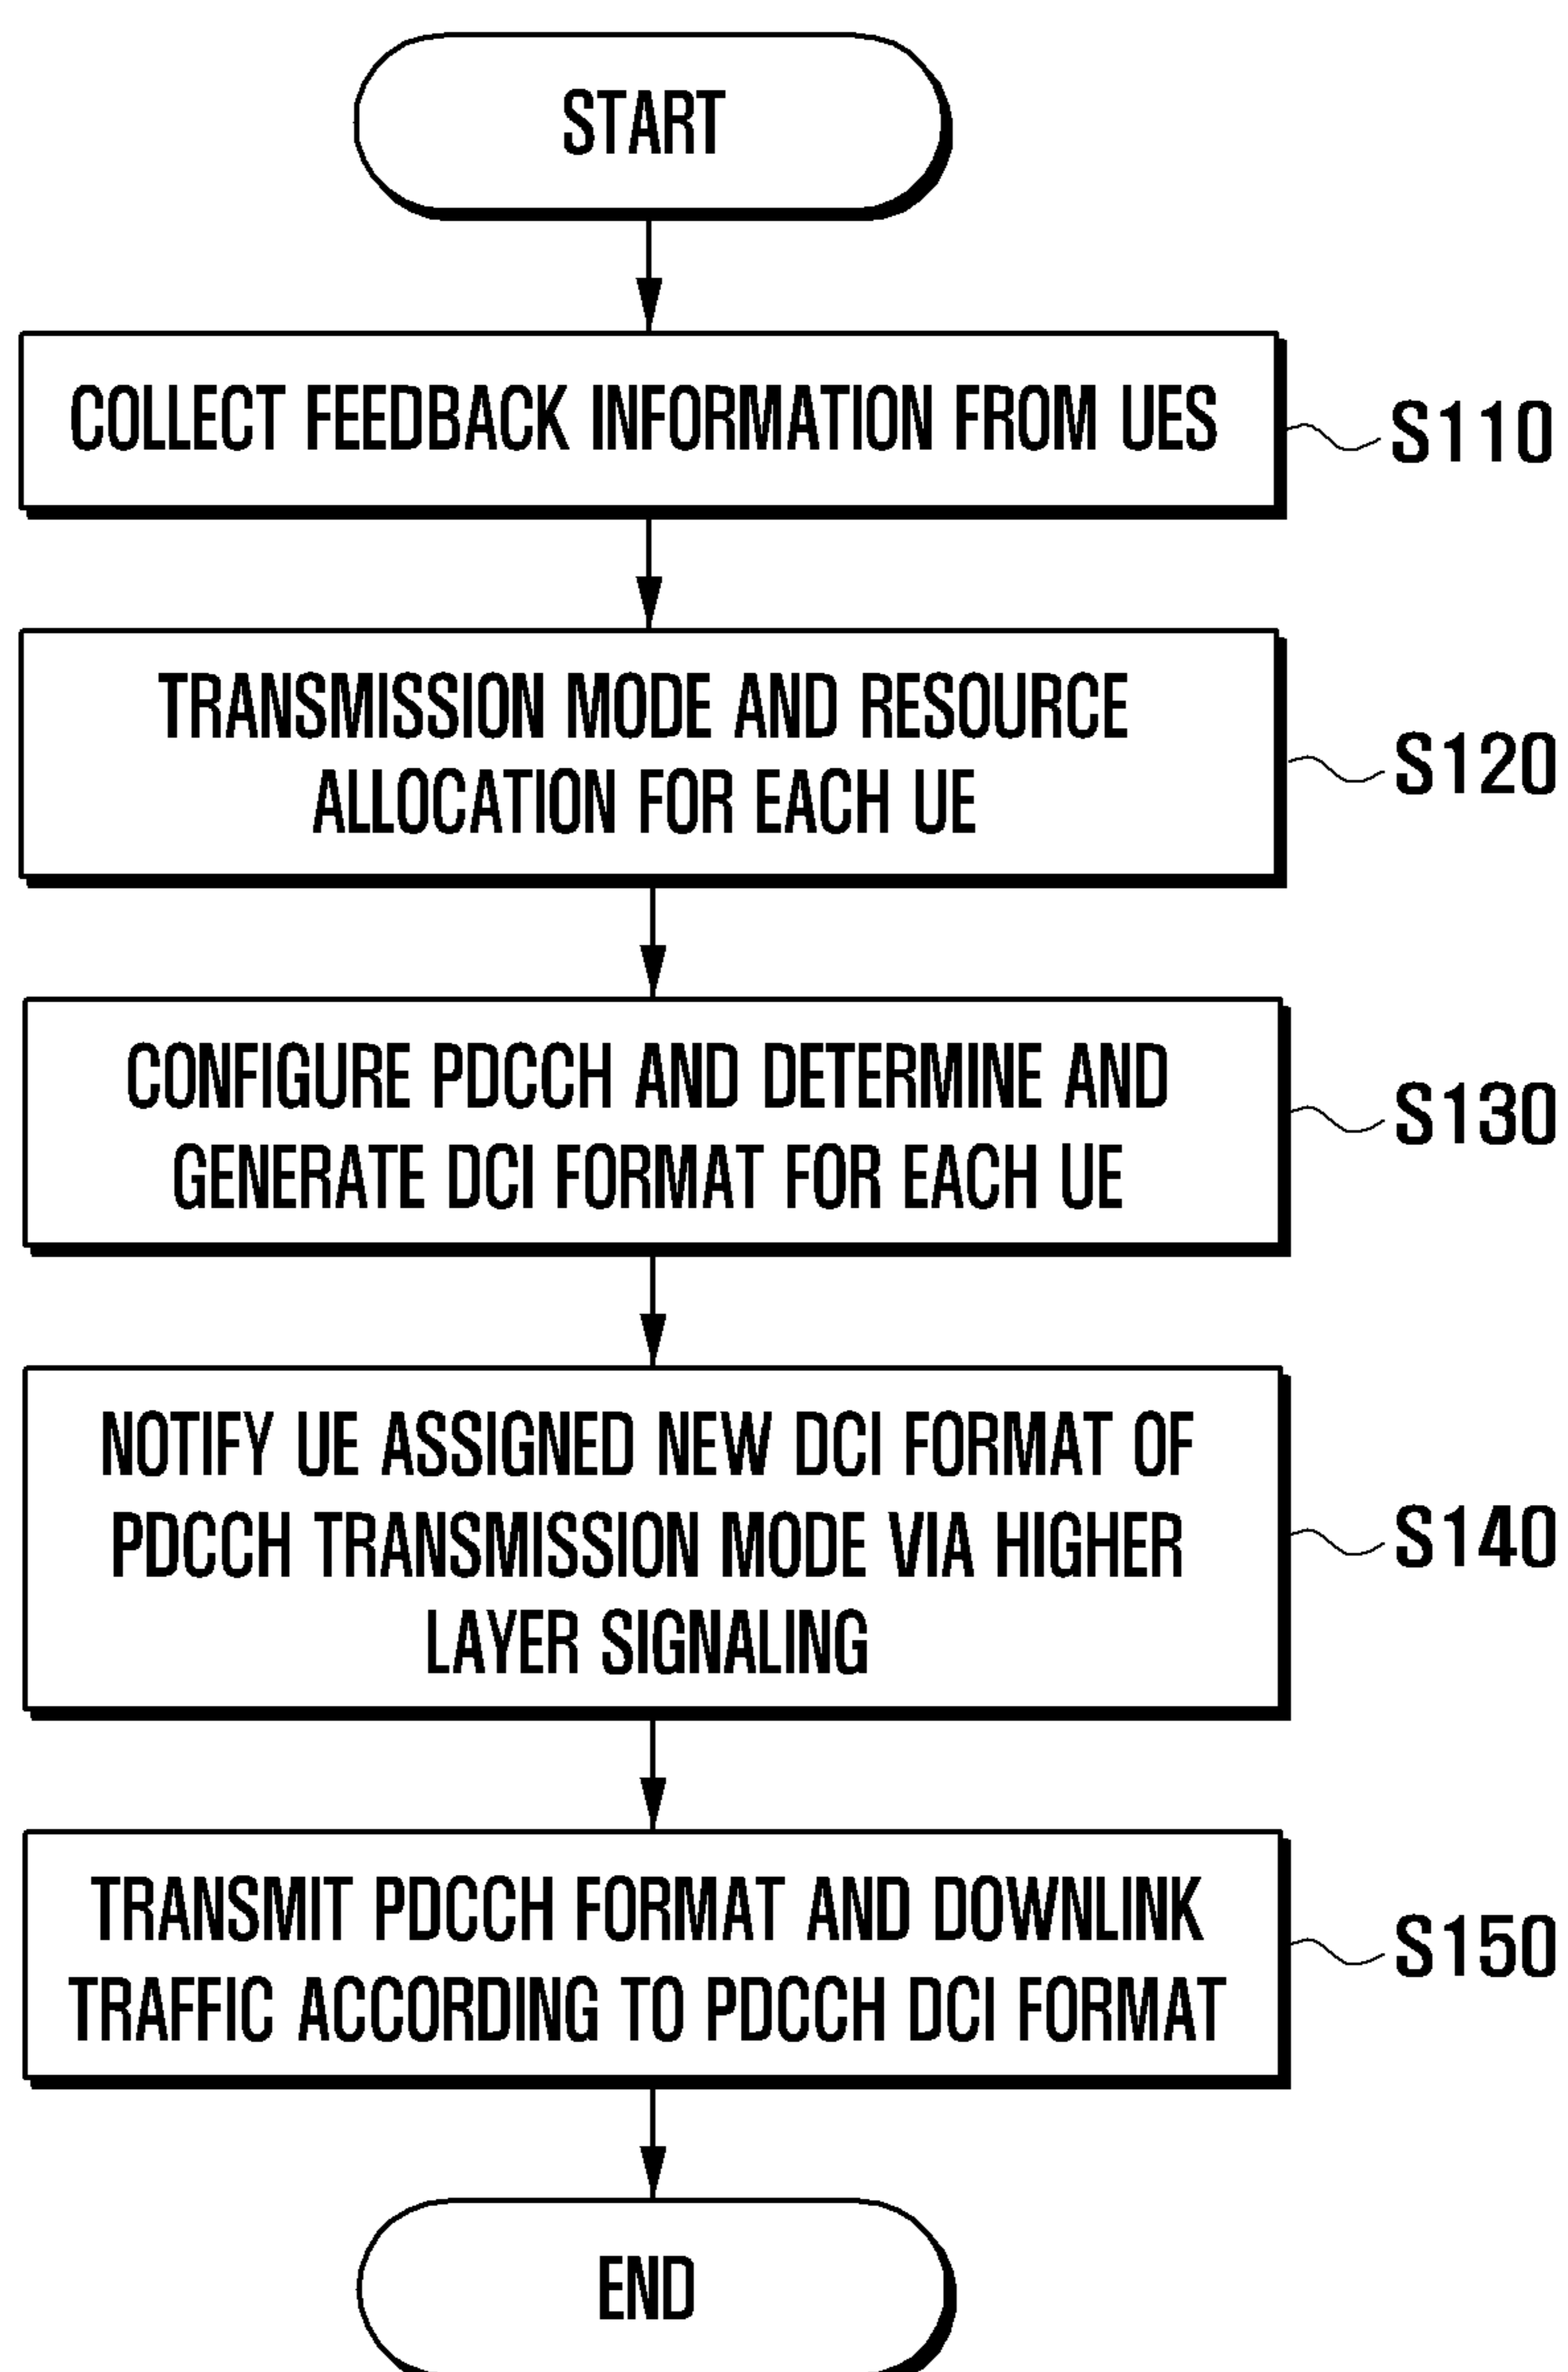 START
COLLECT FEEDBACK INFORMATION FROM UES
S110
TRANSMISSION MODE AND RESOURCE
ALLOCATION FOR EACH UE
S120
CONFIGURE PDCCH AND DETERMINE AND
GENERATE DCI FORMAT FOR EACH UE
S130
NOTIFY UE ASSIGNED NEW DCI FORMAT OF
PDCCH TRANSMISSION MODE VIA HIGHER
LAYER SIGNALING
S140
TRANSMIT PDCCH FORMAT AND DOWNLINK
TRAFFIC ACCORDING TO PDCCH DCI FORMAT
S150
END